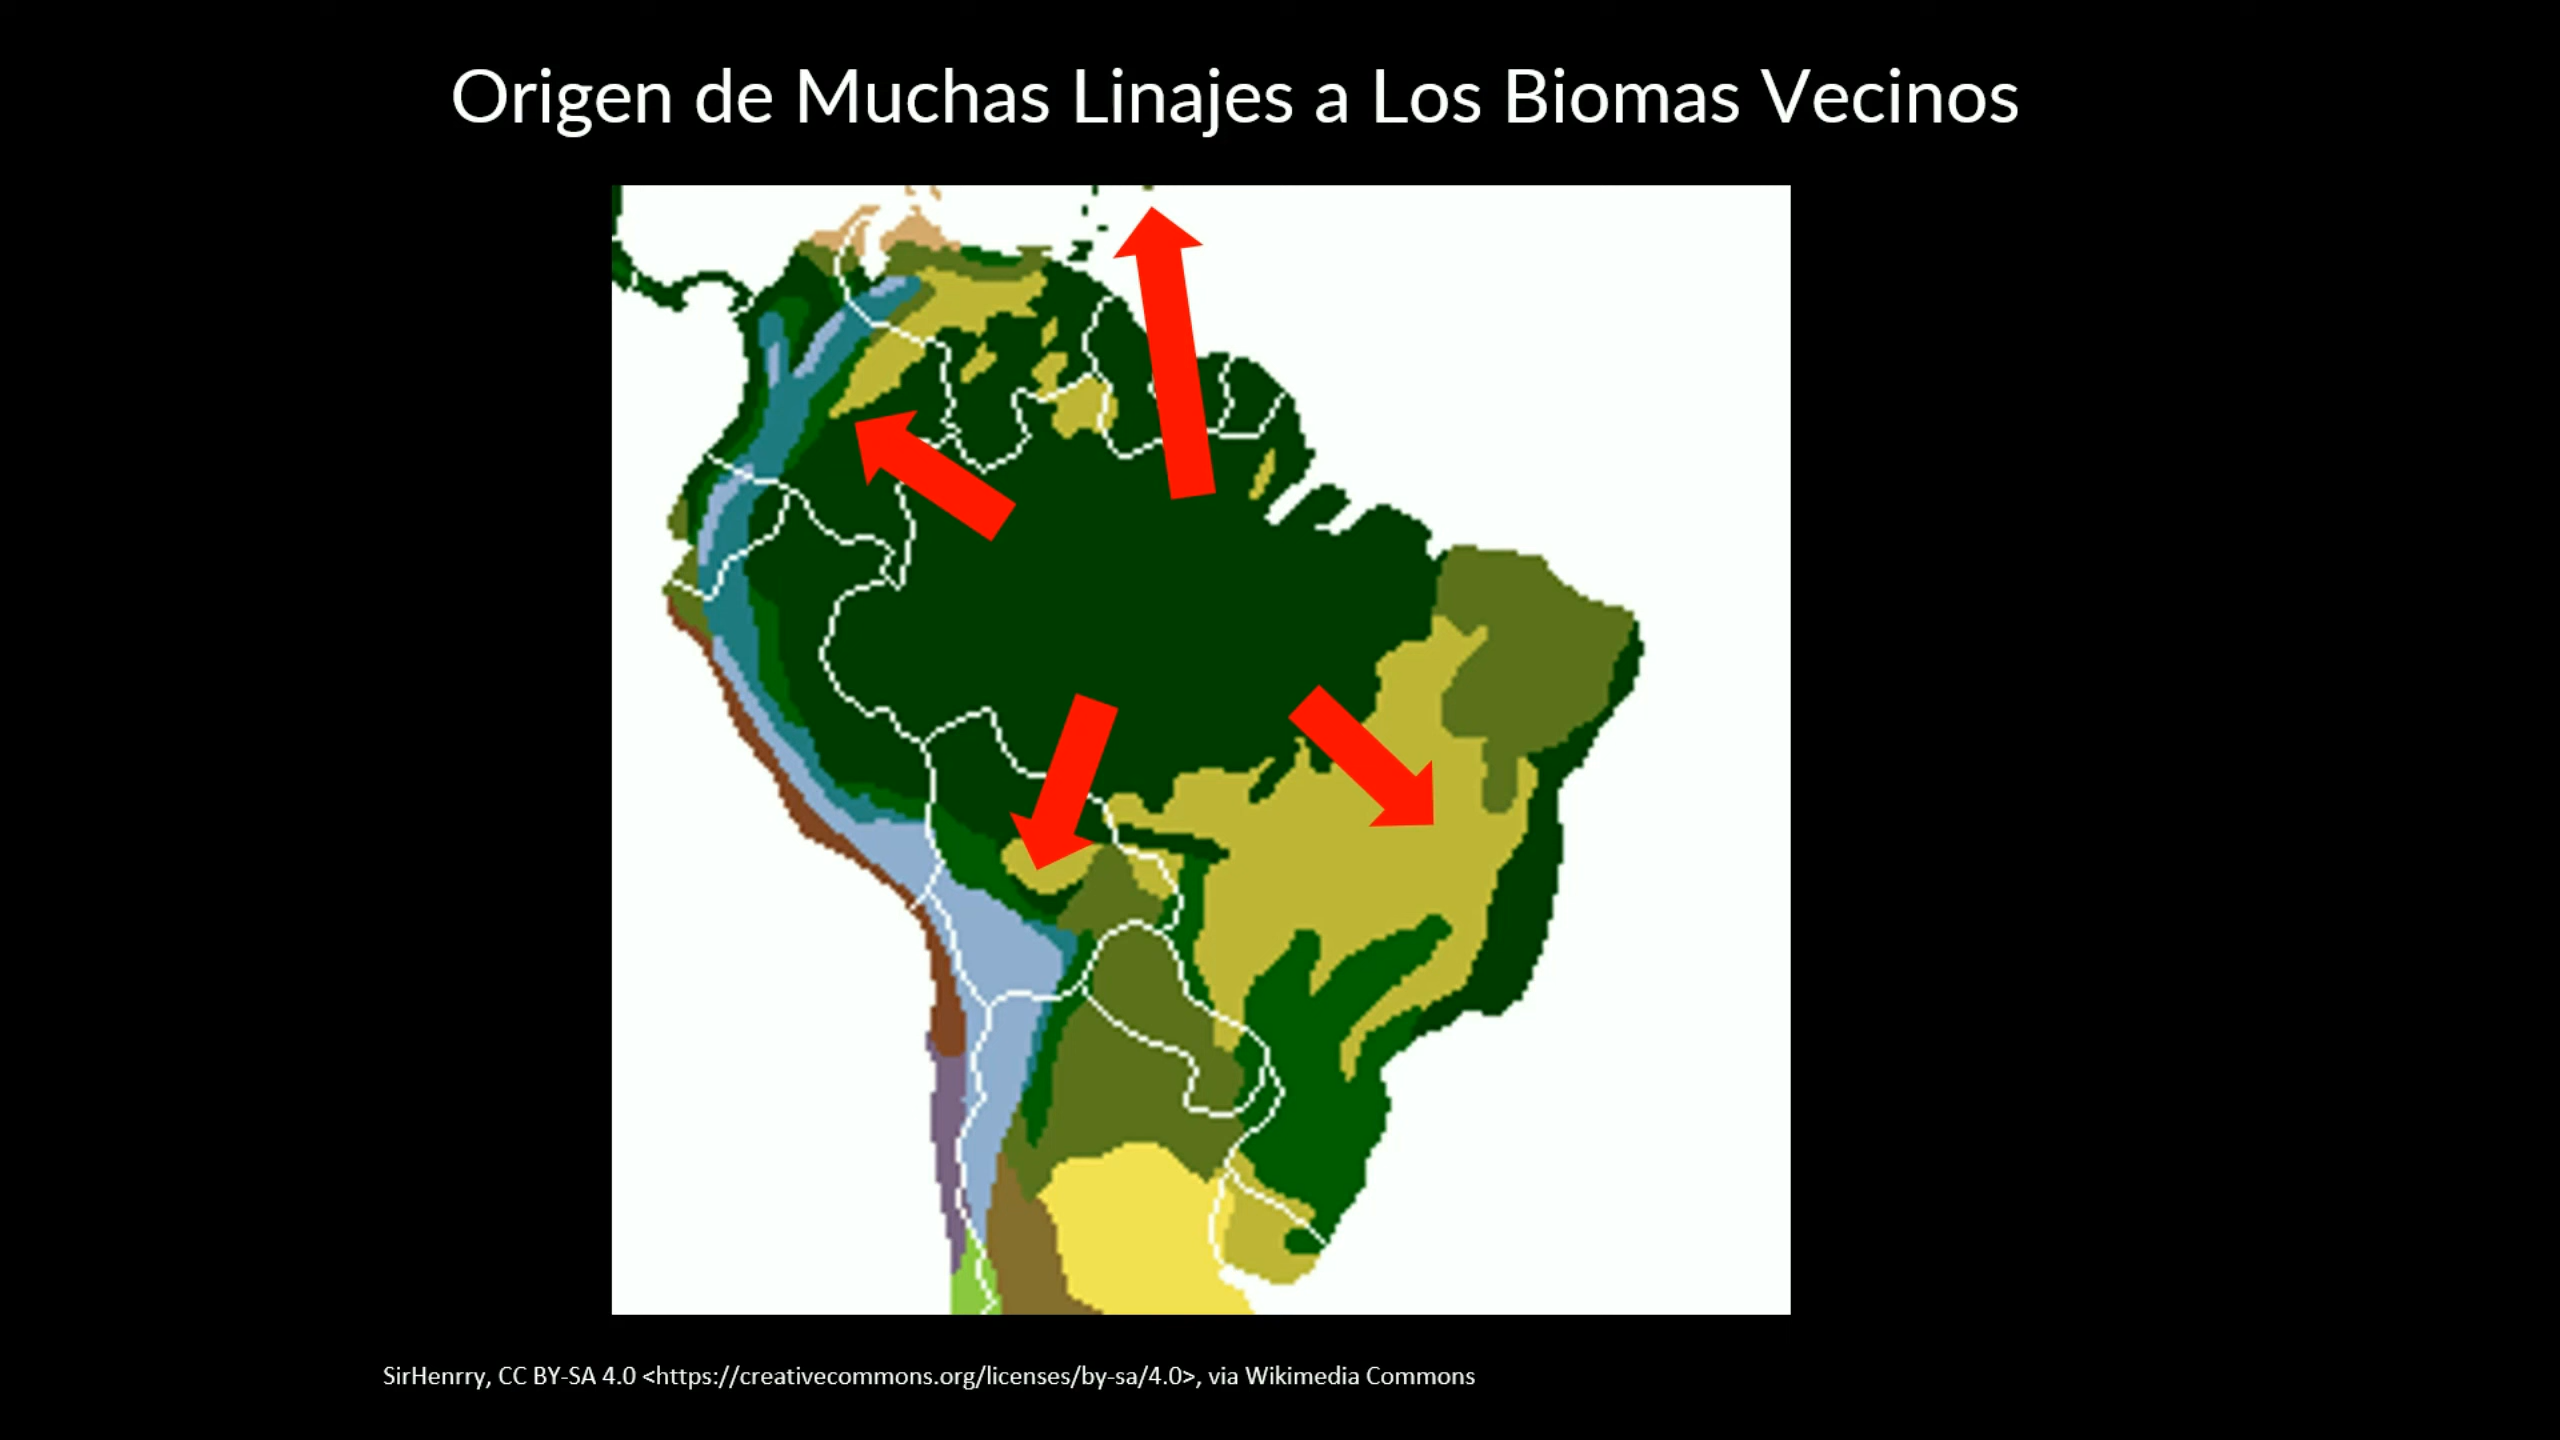 Origen de Muchas Linajes a Los Biomas Vecinos
SirHenrry, CC BY-SA 4.0 <https://creativecommons.org/licenses/by-sa/4.0>, via Wikimedia Commons